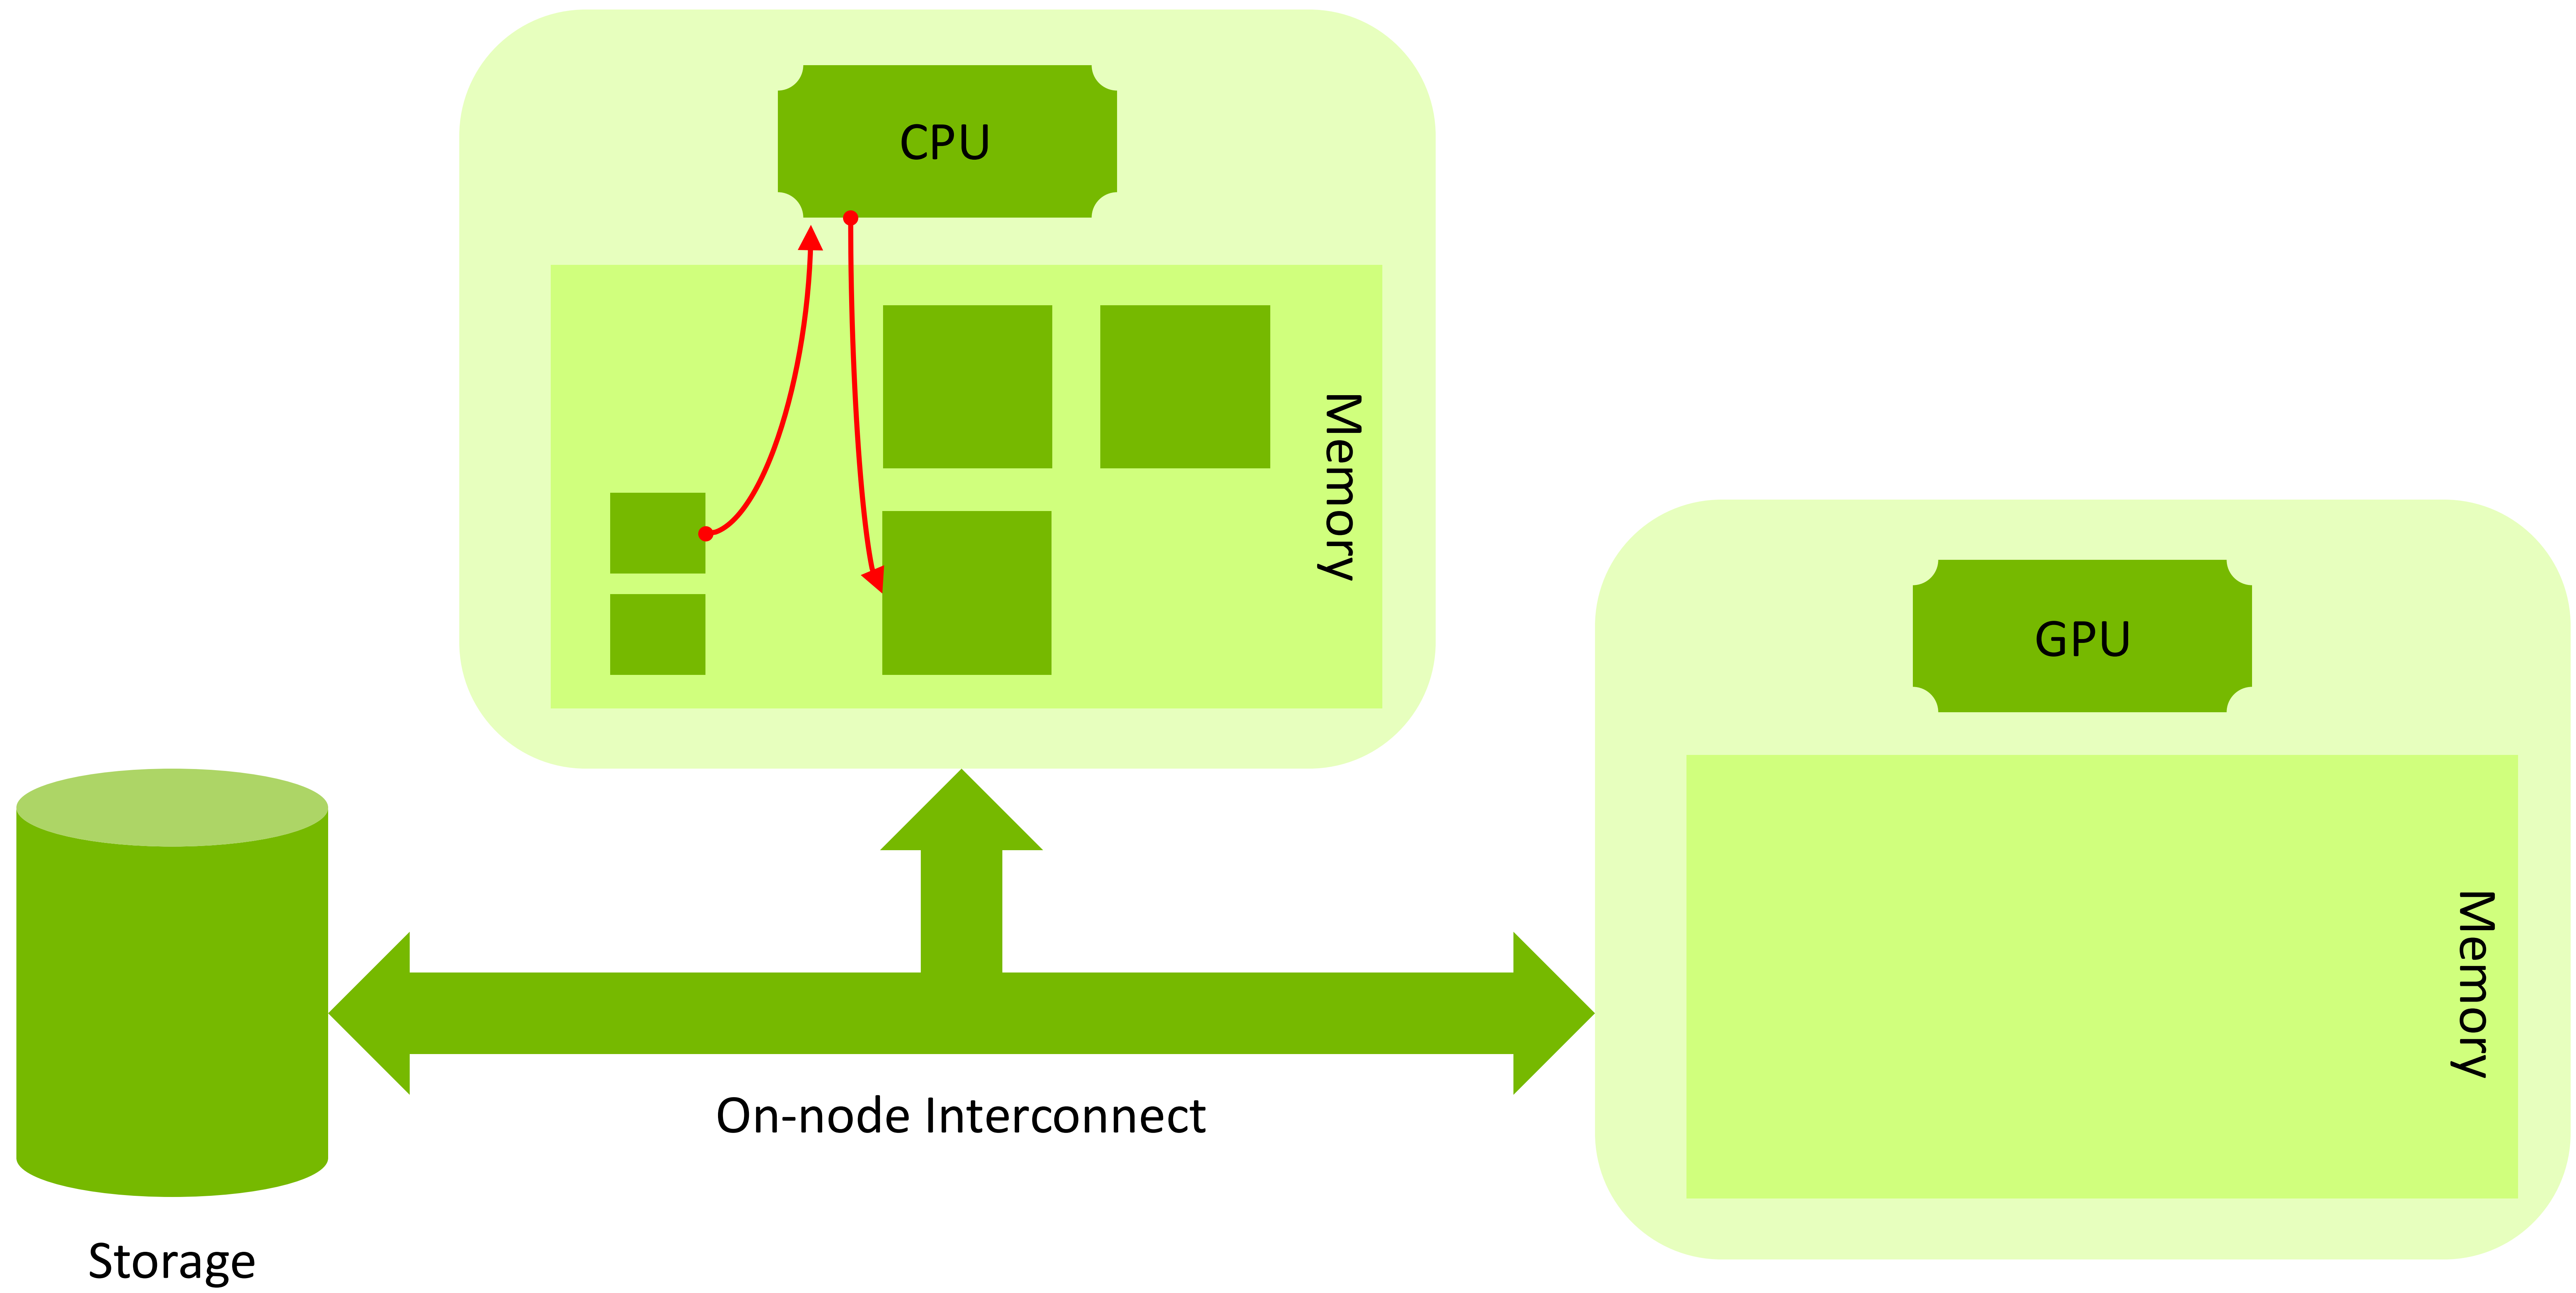 CPU
Memory
GPU
Memory
On-node Interconnect
Storage